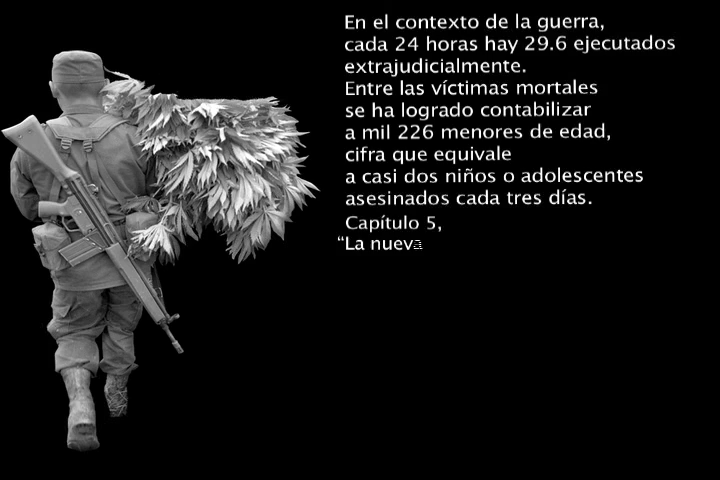 En el contexto de la guerra,
cada 24 horas hay 29.6 ejecutados
extrajudicialmente.
Entre las víctimas mortales
se ha logrado contabilizar
a mil 226 menores de edad,
cifra que equivale
a casi dos niños o adolescentes
asesinados cada tres días.
Capítulo 5,
“La nueva